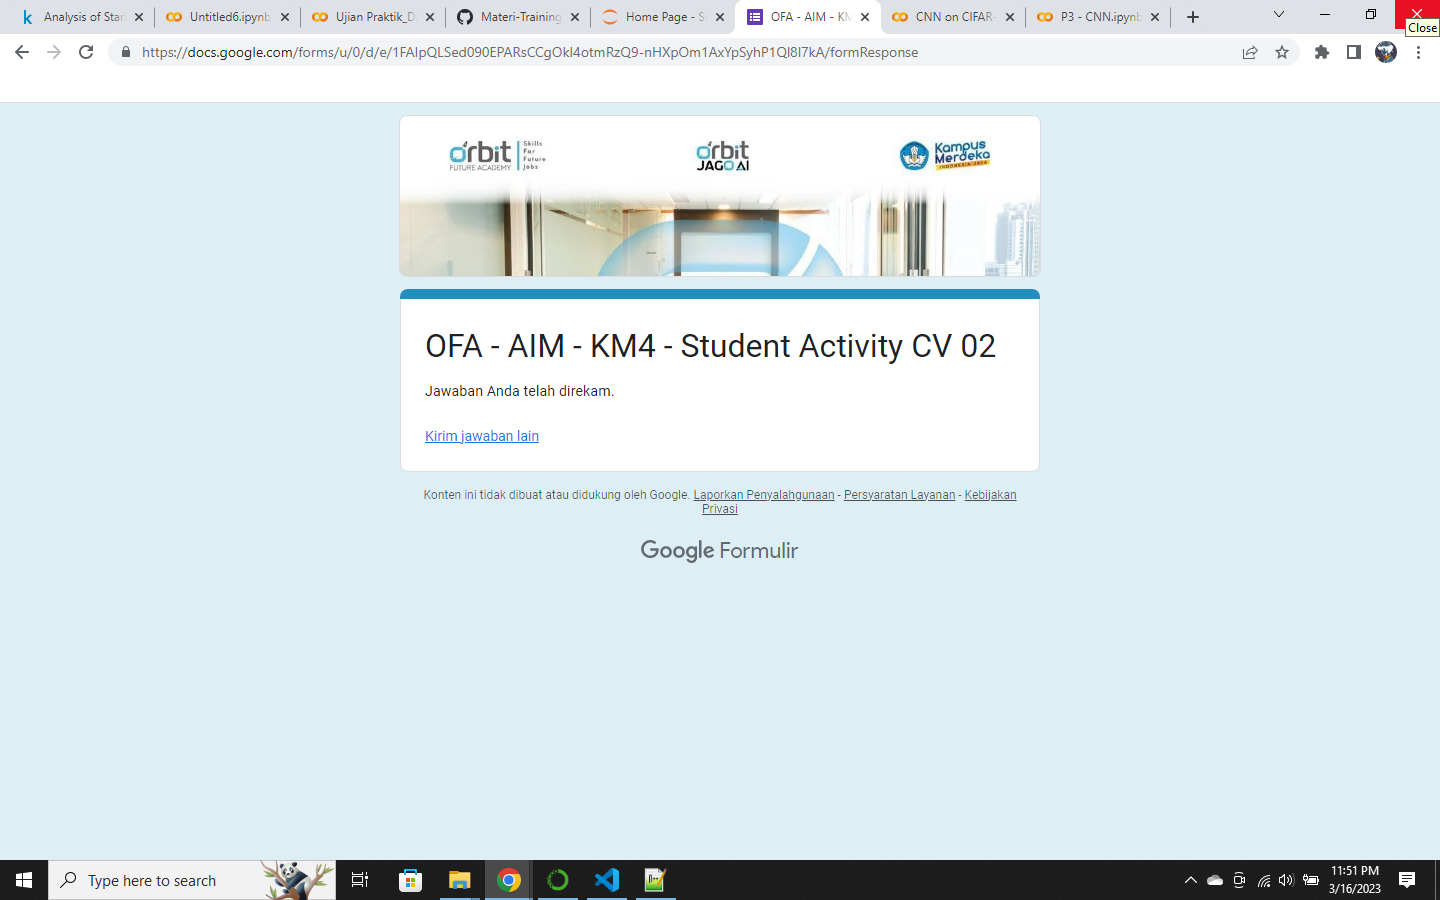 Analysis of Star
Untitled6.ipynb
Ujian Praktik_D
Materi-Training
Home Page - S
OFA - AIM - KM
CNN on CIFAR-
P3 - CNN.ipynb
Close
https://docs.google.com/forms/u/0/d/e/1FAIpQLSed090EPARsCCgOkl4otmRzQ9-nHXpOm1AxYpSyhP1Ql8I7kA/formResponse
orbit
FUTURE ACADEMY
Skills
For
Future
Jobs
orbit
JAGO AI
Kampus
Merdeka
INDONESIA JAYA
OFA - AIM - KM4 - Student Activity CV 02
Jawaban Anda telah direkam.
Kirim jawaban lain
Konten ini tidak dibuat atau didukung oleh Google. Laporkan Penyalahgunaan - Persyaratan Layanan - Kebijakan
Privasi
Google Formulir
Type here to search
11:51 PM
3/16/2023